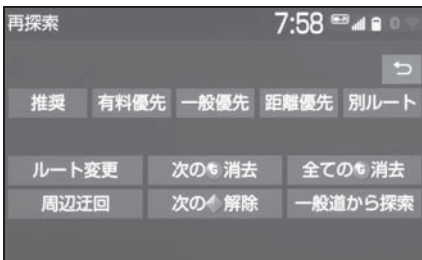 再探索 7:58
推奨 有料優先 一般優先 距離優先 別ルート
ルート変更 次の 消去 全ての 消去
周辺迂回 次の 解除 一般道から探索